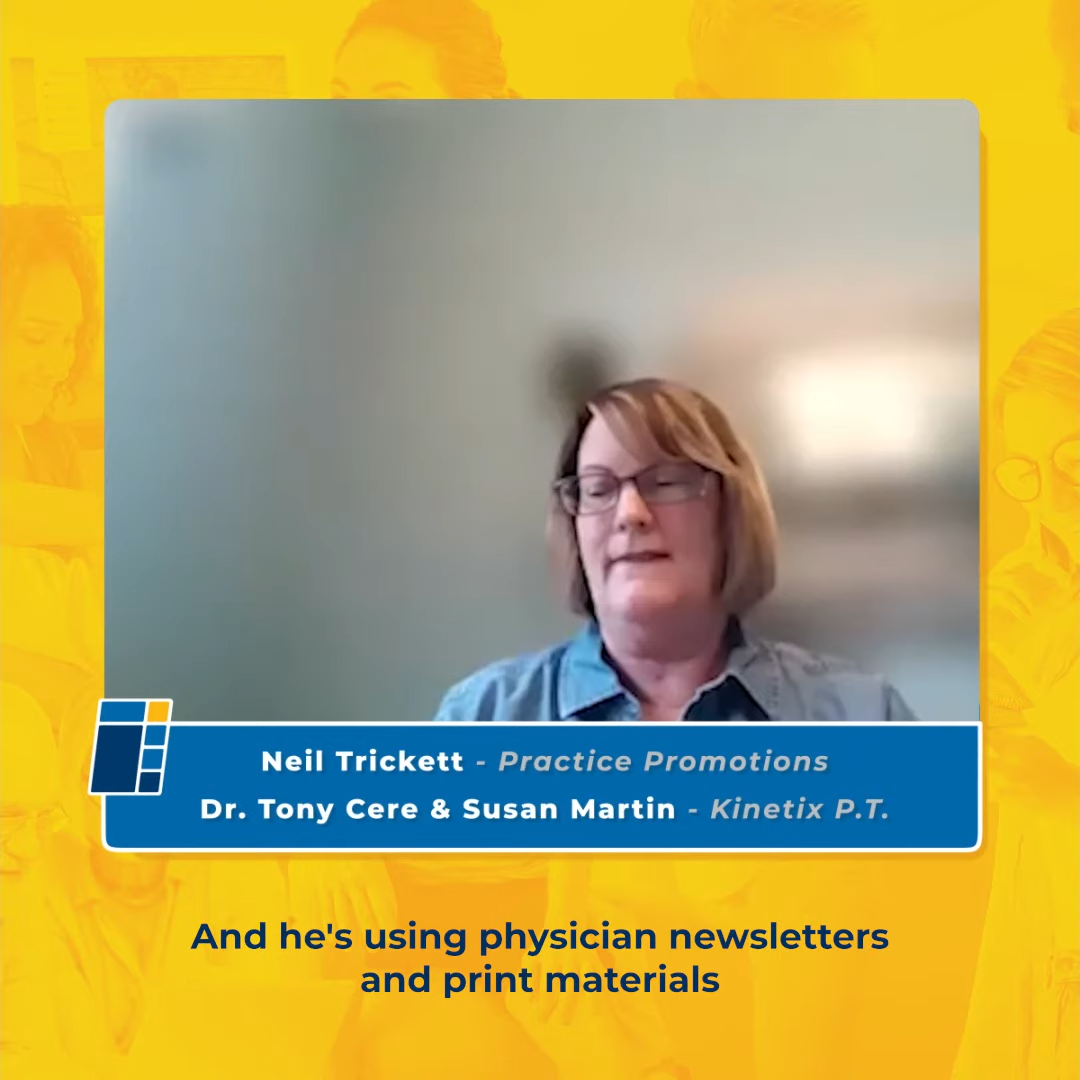 Neil Trickett - Practice Promotions
Dr. Tony Cere & Susan Martin - Kinetix P.T.
And he's using physician newsletters
and print materials